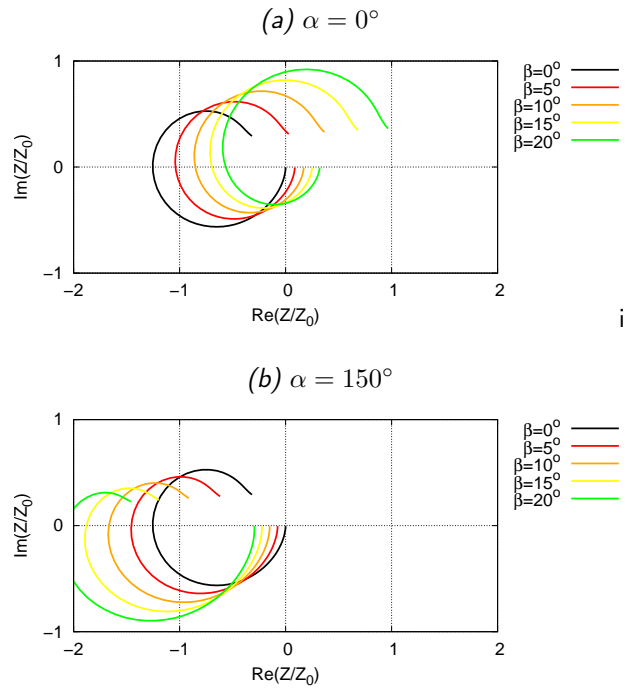 (a) α = 0°
1
0
−1
−2
−1
0
1
2
Im(Z/Z₀)
Re(Z/Z₀)
β=0°
β=5°
β=10°
β=15°
β=20°
i
(b) α = 150°
1
0
−1
−2
−1
0
1
2
Im(Z/Z₀)
Re(Z/Z₀)
β=0°
β=5°
β=10°
β=15°
β=20°